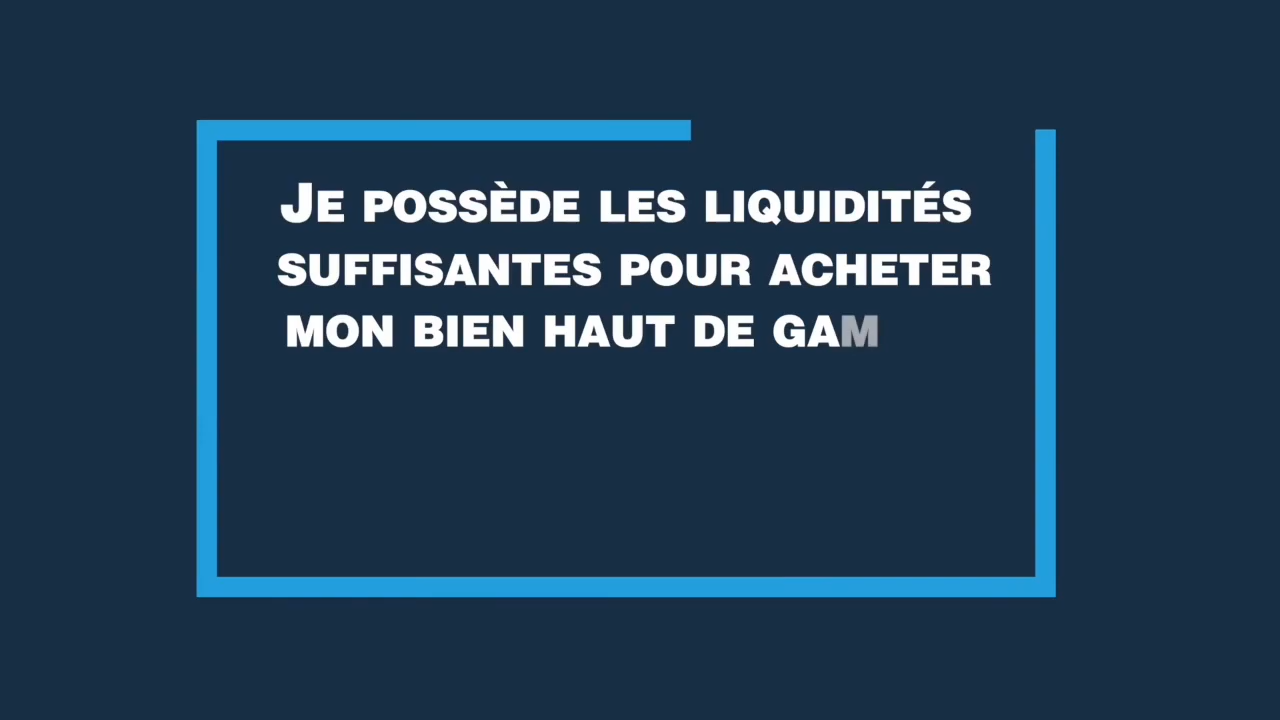 JE POSSÈDE LES LIQUIDITÉS
SUFFISANTES POUR ACHETER
MON BIEN HAUT DE GAM